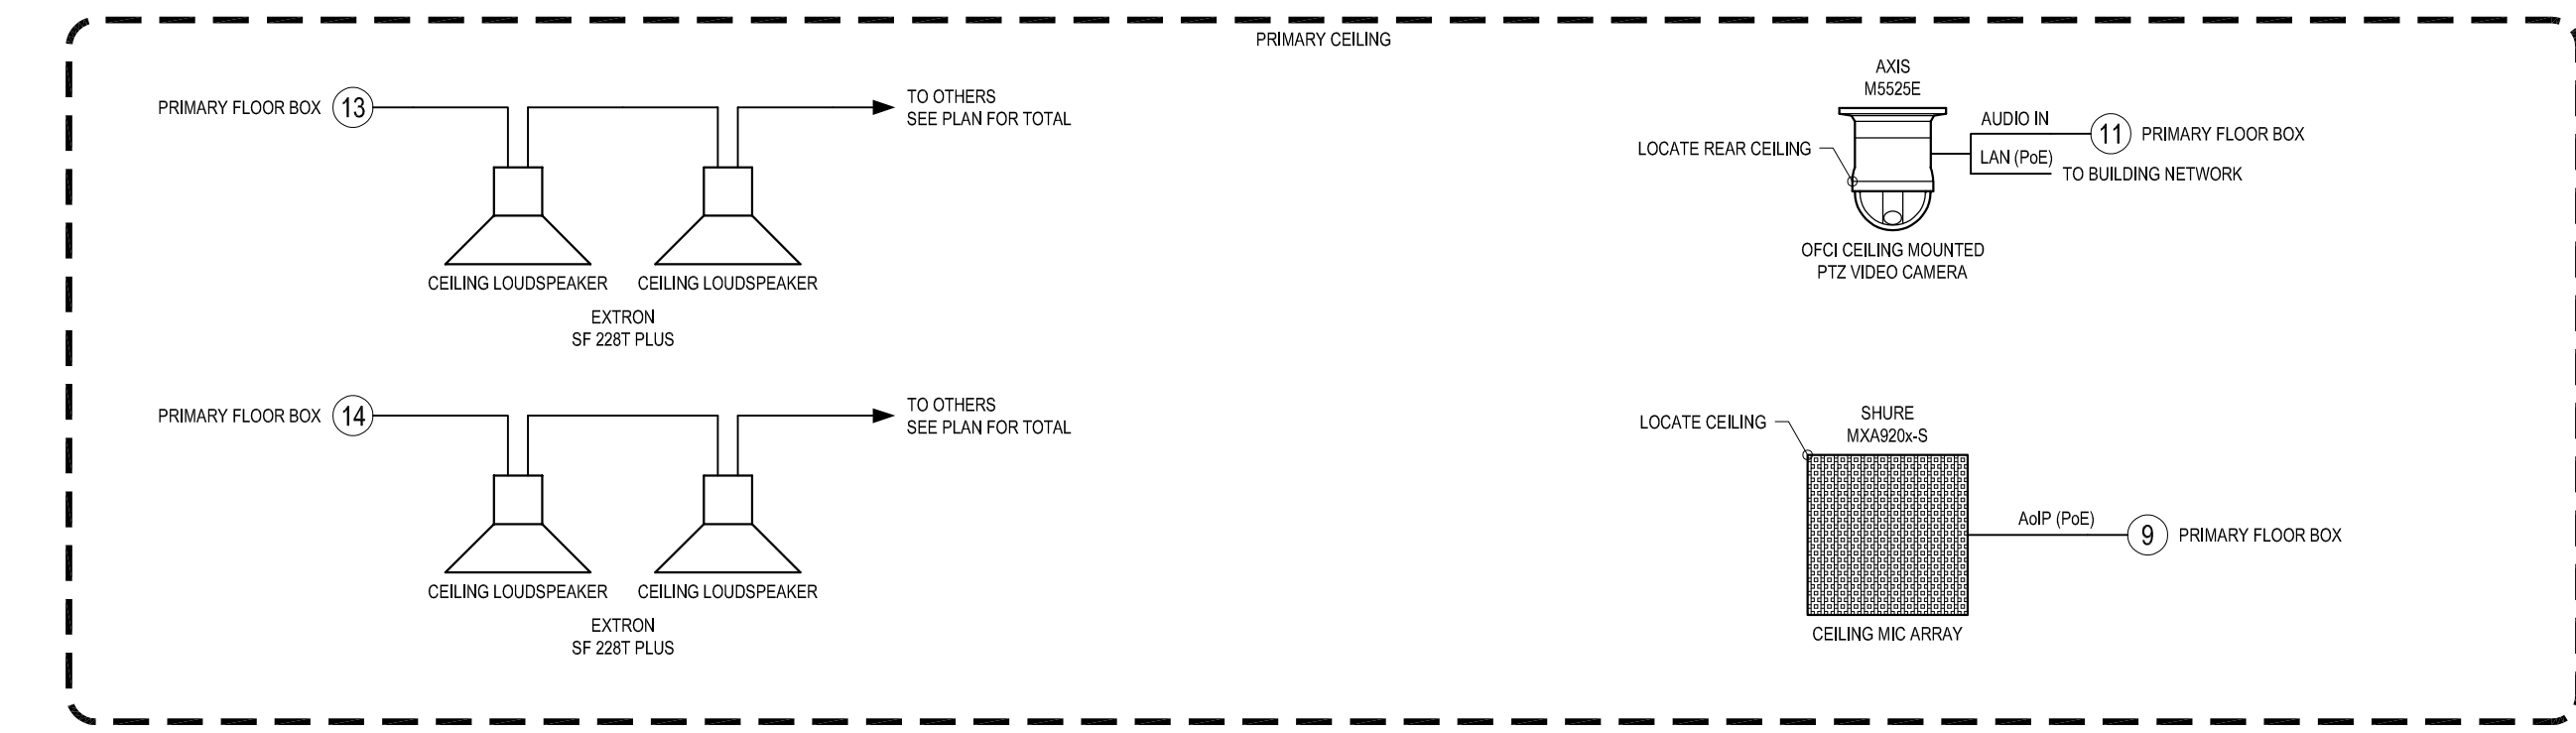 PRIMARY CEILING
PRIMARY FLOOR BOX 13
TO OTHERS
SEE PLAN FOR TOTAL
CEILING LOUDSPEAKER CEILING LOUDSPEAKER
EXTRON
SF 228T PLUS
PRIMARY FLOOR BOX 14
TO OTHERS
SEE PLAN FOR TOTAL
CEILING LOUDSPEAKER CEILING LOUDSPEAKER
EXTRON
SF 228T PLUS
AXIS
M5525E
LOCATE REAR CEILING
AUDIO IN
11 PRIMARY FLOOR BOX
LAN (PoE)
TO BUILDING NETWORK
OFCI CEILING MOUNTED
PTZ VIDEO CAMERA
SHURE
MXA920x-S
LOCATE CEILING
AoIP (PoE)
9 PRIMARY FLOOR BOX
CEILING MIC ARRAY